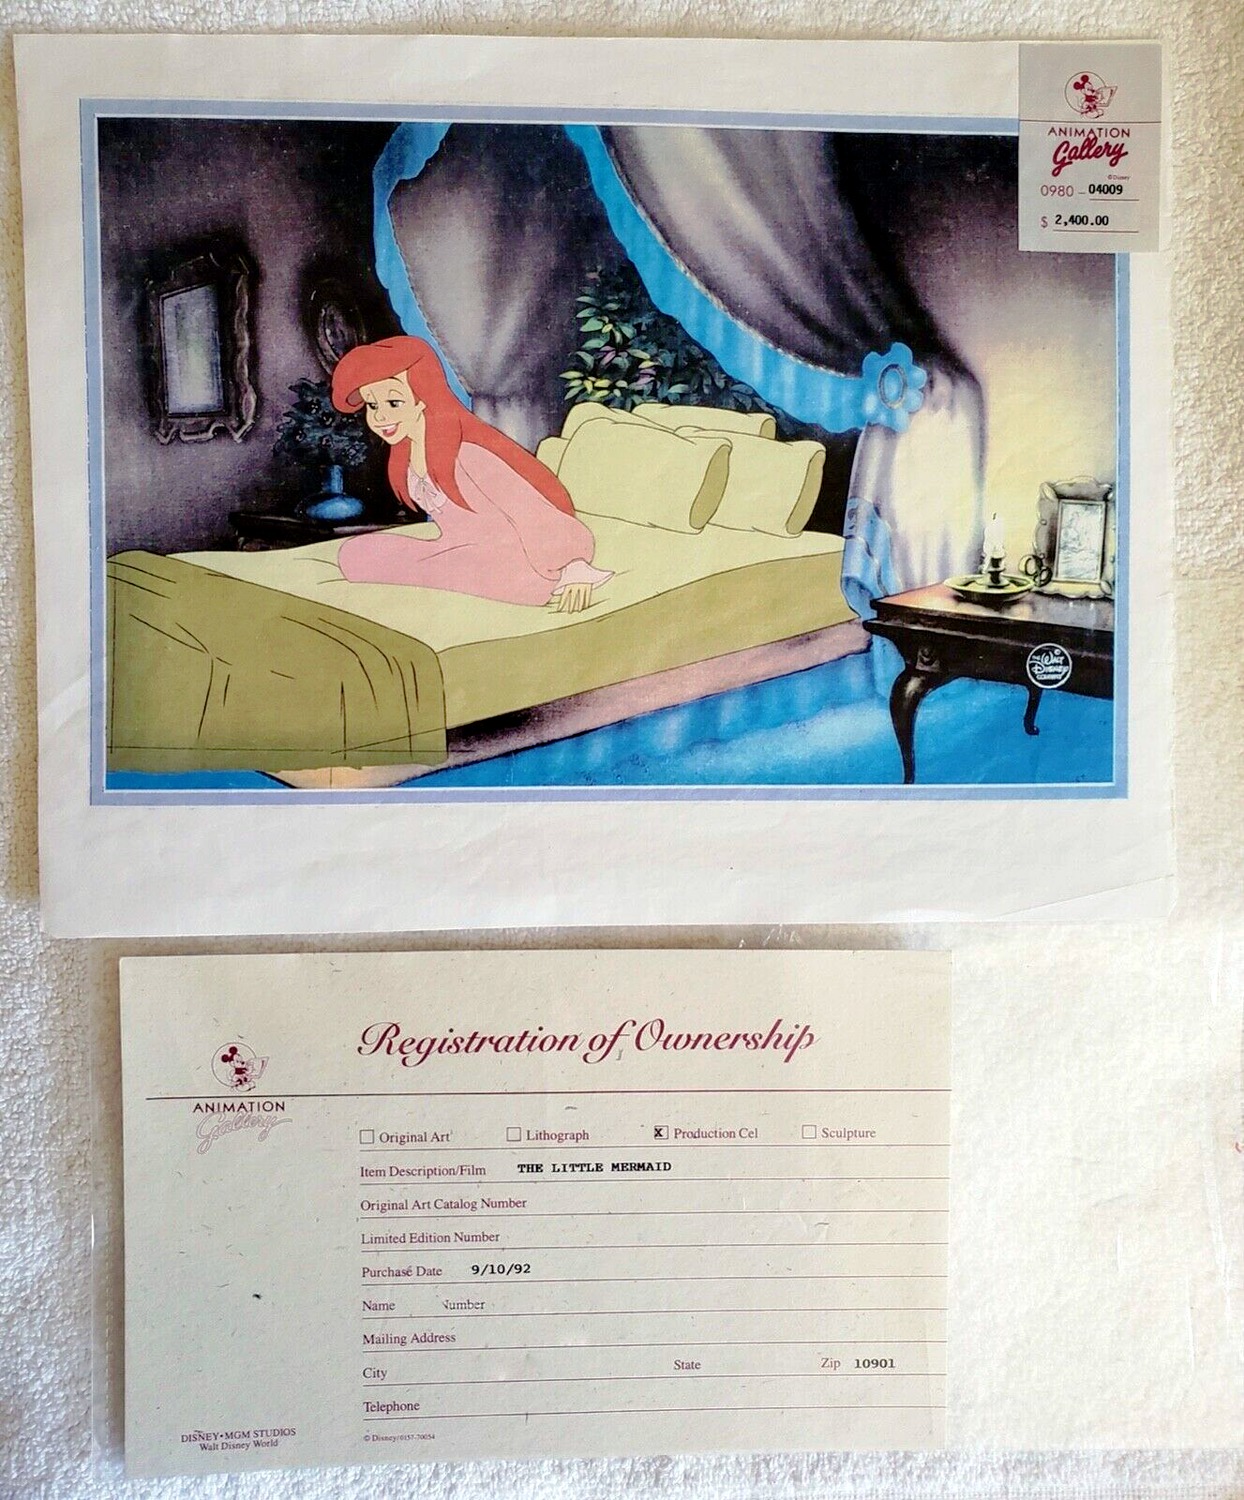 ANIMATION
Gallery
© Disney
0980 - 04009
$ 2,400.00
THE WALT DISNEY COMPANY ©
Registration of Ownership
ANIMATION
Gallery
Original Art
Lithograph
X Production Cel
Sculpture
Item Description/Film THE LITTLE MERMAID
Original Art Catalog Number
Limited Edition Number
Purchase Date 9/10/92
Name Number
Mailing Address
City State Zip 10901
Telephone
DISNEY•MGM STUDIOS
Walt Disney World
© Disney/0157-70054